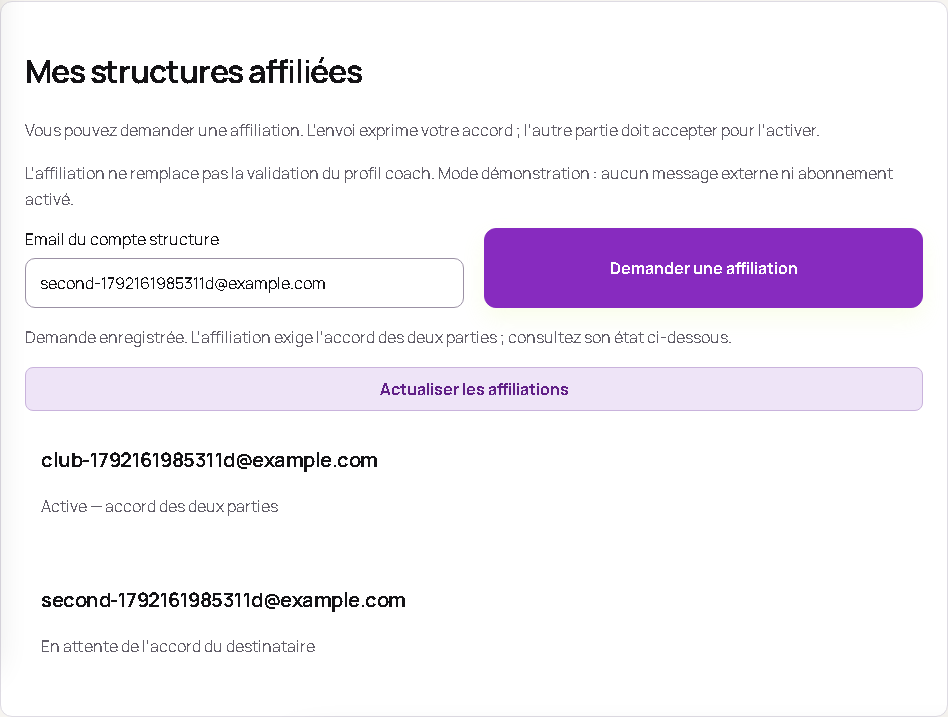 Mes structures affiliées
Vous pouvez demander une affiliation. L'envoi exprime votre accord ; l'autre partie doit accepter pour l'activer.
L'affiliation ne remplace pas la validation du profil coach. Mode démonstration : aucun message externe ni abonnement
activé.
Email du compte structure
second-1792161985311d@example.com
Demander une affiliation
Demande enregistrée. L'affiliation exige l'accord des deux parties ; consultez son état ci-dessous.
Actualiser les affiliations
club-1792161985311d@example.com
Active — accord des deux parties
second-1792161985311d@example.com
En attente de l'accord du destinataire